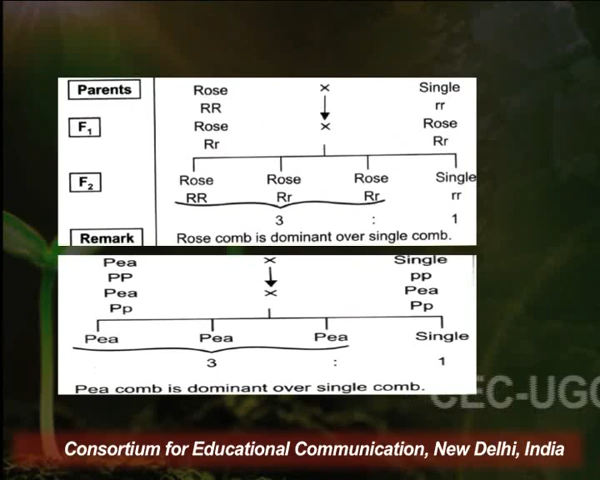 Parents Rose × Single
RR rr
F1 Rose × Rose
Rr Rr
F2 Rose Rose Rose Single
RR Rr Rr rr
3 : 1
Remark Rose comb is dominant over single comb.
Pea × Single
PP pp
Pea × Pea
Pp Pp
Pea Pea Pea Single
3 : 1
Pea comb is dominant over single comb.
CEC-UGC
Consortium for Educational Communication, New Delhi, India